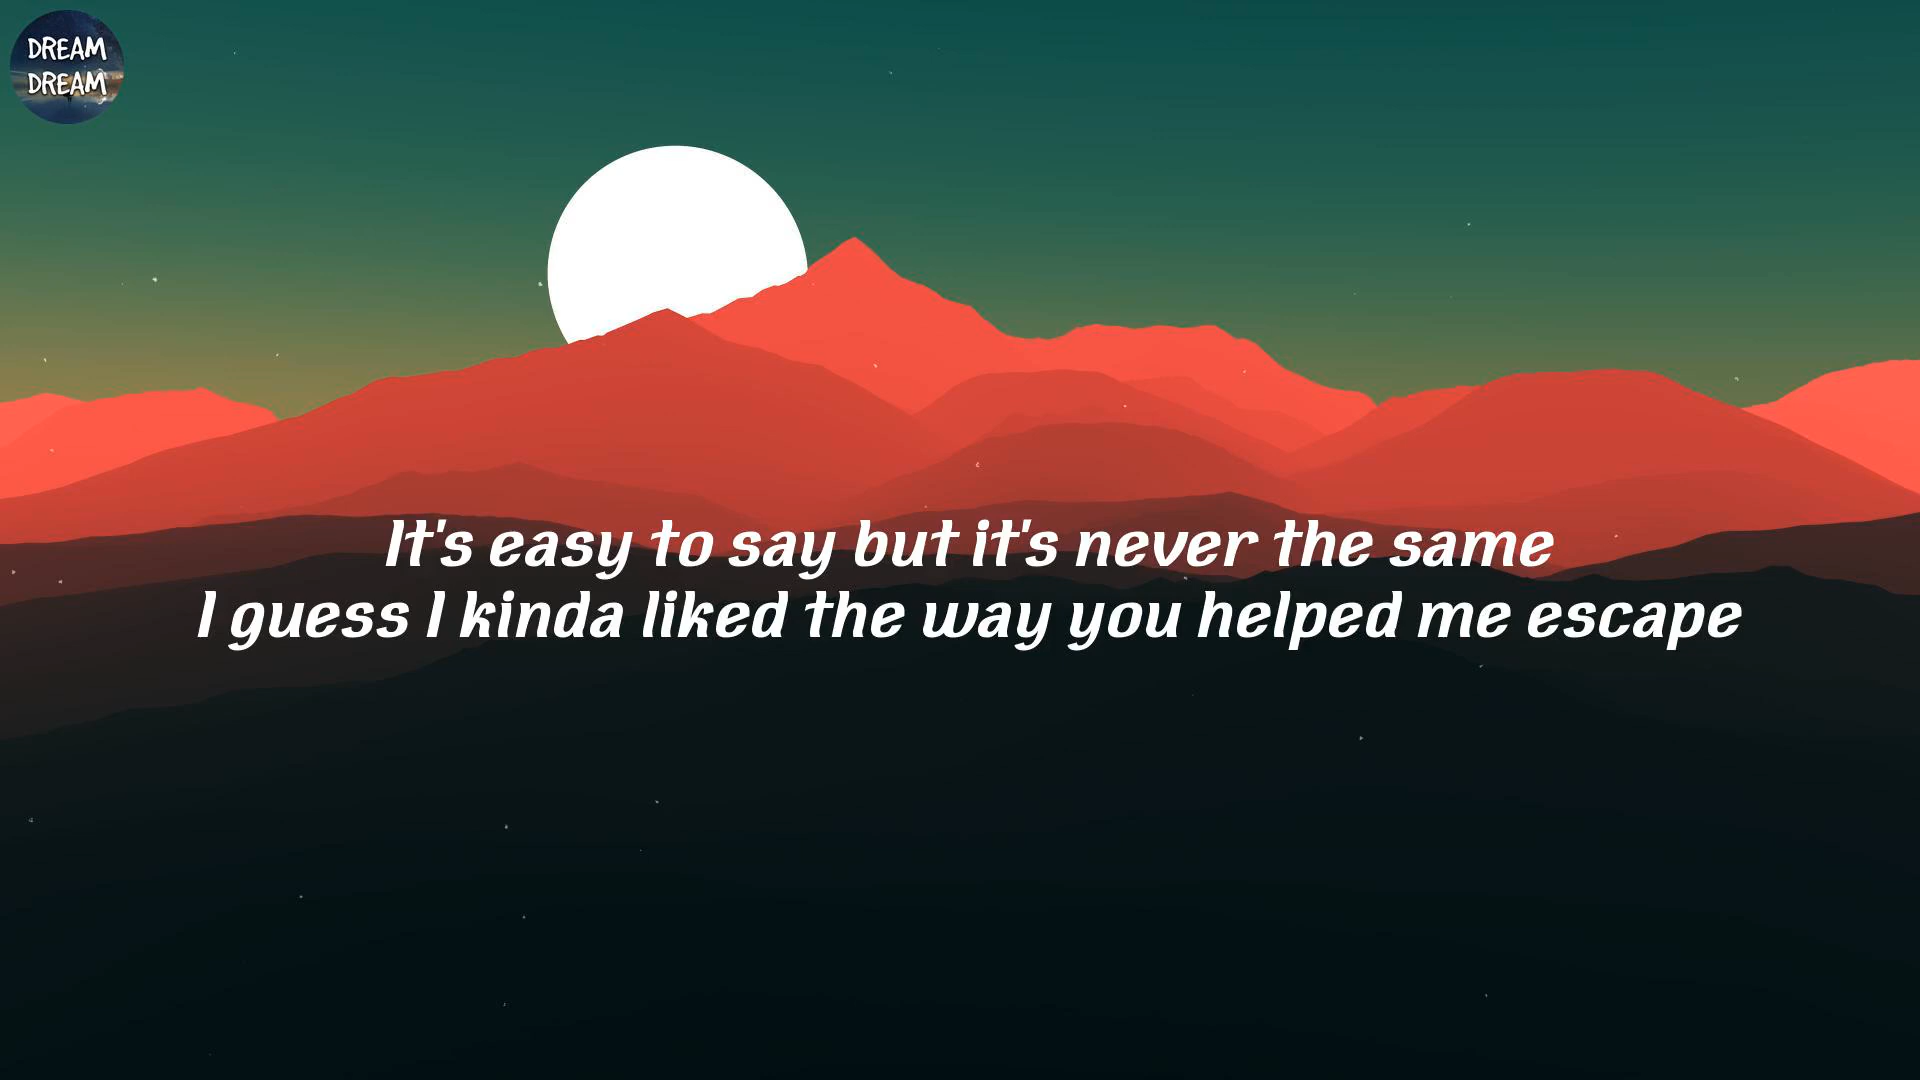 DREAM
DREAM
It's easy to say but it's never the same
I guess I kinda liked the way you helped me escape